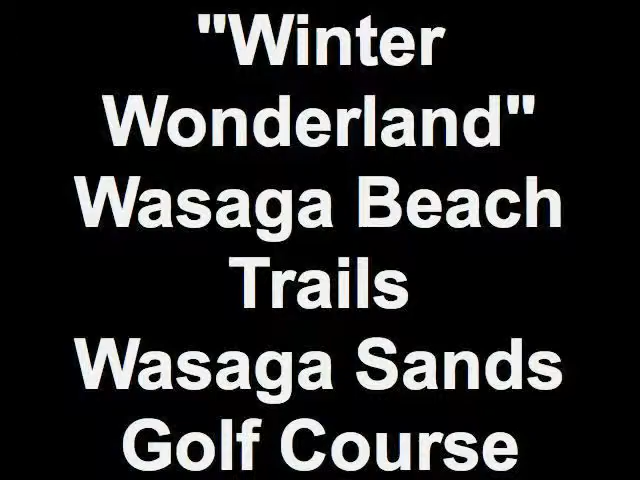 "Winter
Wonderland"
Wasaga Beach
Trails
Wasaga Sands
Golf Course